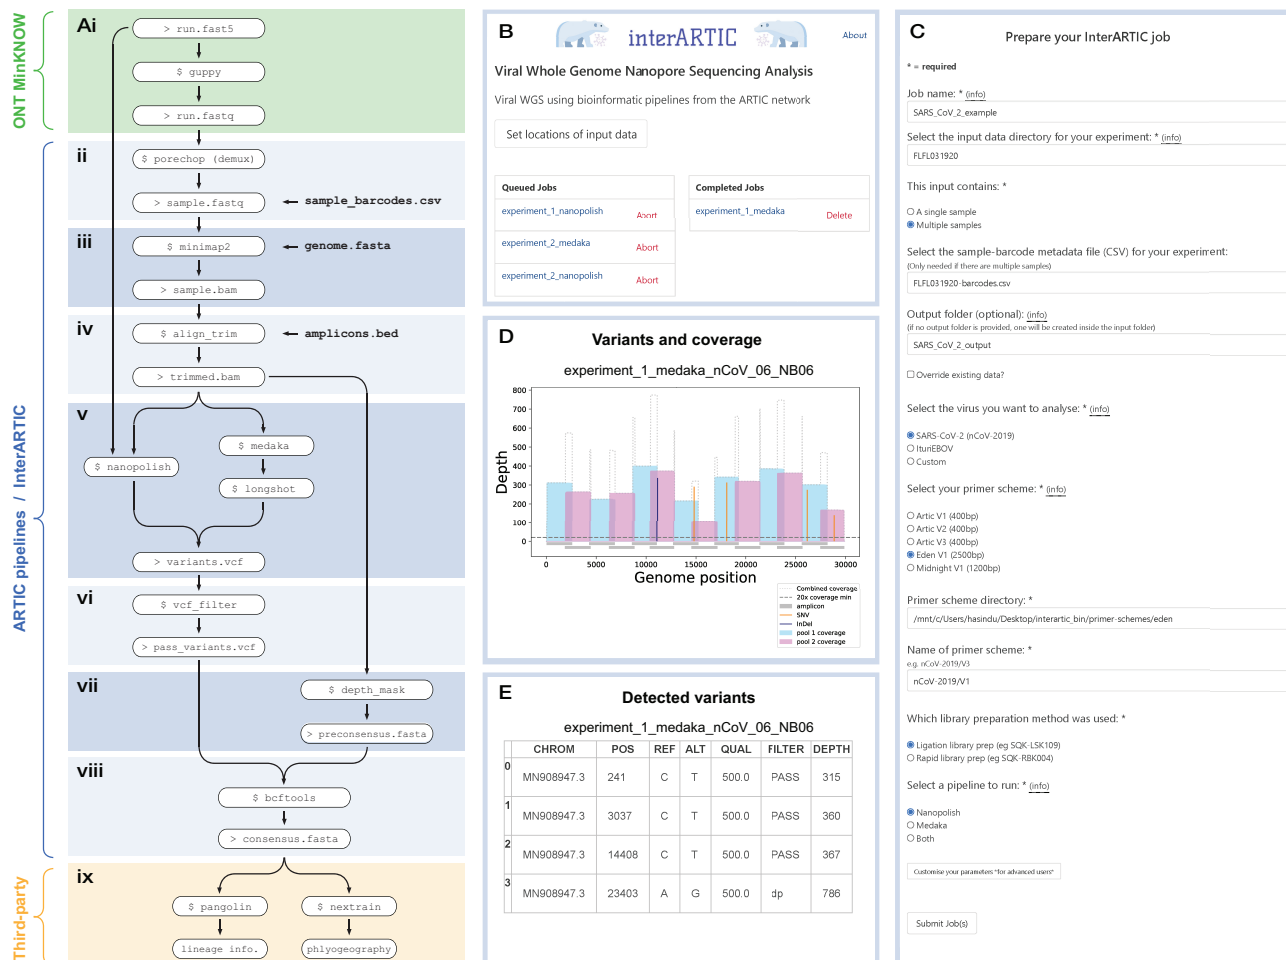 ONT MinKNOW
ARTIC pipelines / InterARTIC
Third-party
Ai
> run.fast5
$ guppy
> run.fastq
ii
$ porechop (demux)
> sample.fastq
sample_barcodes.csv
iii
$ minimap2
genome.fasta
> sample.bam
iv
$ align_trim
amplicons.bed
> trimmed.bam
v
$ medaka
$ nanopolish
$ longshot
> variants.vcf
vi
$ vcf_filter
> pass_variants.vcf
vii
$ depth_mask
> preconsensus.fasta
viii
$ bcftools
> consensus.fasta
ix
$ pangolin
$ nextrain
lineage info.
phlyogeography
B
interARTIC
About
Viral Whole Genome Nanopore Sequencing Analysis
Viral WGS using bioinformatic pipelines from the ARTIC network
Set locations of input data
Queued Jobs
experiment_1_nanopolish Abort
experiment_2_medaka Abort
experiment_2_nanopolish Abort
Completed Jobs
experiment_1_medaka Delete
C
Prepare your InterARTIC job
* = required
Job name: * (info)
SARS_CoV_2_example
Select the input data directory for your experiment: * (info)
FLFL031920
This input contains: *
A single sample
Multiple samples
Select the sample-barcode metadata file (CSV) for your experiment:
(Only needed if there are multiple samples)
FLFL031920-barcodes.csv
Output folder (optional): (info)
(if no output folder is provided, one will be created inside the input folder)
SARS_CoV_2_output
Override existing data?
Select the virus you want to analyse: * (info)
SARS-CoV-2 (nCoV-2019)
IturiEBOV
Custom
Select your primer scheme: * (info)
Artic V1 (400bp)
Artic V2 (400bp)
Artic V3 (400bp)
Eden V1 (2500bp)
Midnight V1 (1200bp)
Primer scheme directory: *
/mnt/c/Users/hasindu/Desktop/interartic_bin/primer-schemes/eden
Name of primer scheme: *
e.g. nCoV-2019/V3
nCoV-2019/V1
Which library preparation method was used: *
Ligation library prep (eg SQK-LSK109)
Rapid library prep (eg SQK-RBK004)
Select a pipeline to run: * (info)
Nanopolish
Medaka
Both
Customise your parameters *for advanced users*
Submit Job(s)
D
Variants and coverage
experiment_1_medaka_nCoV_06_NB06
Depth
800
700
600
500
400
300
200
100
0
0 5000 10000 15000 20000 25000 30000
Genome position
Combined coverage
20x coverage min
amplicon
SNV
InDel
pool 1 coverage
pool 2 coverage
E
Detected variants
experiment_1_medaka_nCoV_06_NB06
CHROM POS REF ALT QUAL FILTER DEPTH
0 MN908947.3 241 C T 500.0 PASS 315
1 MN908947.3 3037 C T 500.0 PASS 360
2 MN908947.3 14408 C T 500.0 PASS 367
3 MN908947.3 23403 A G 500.0 dp 786